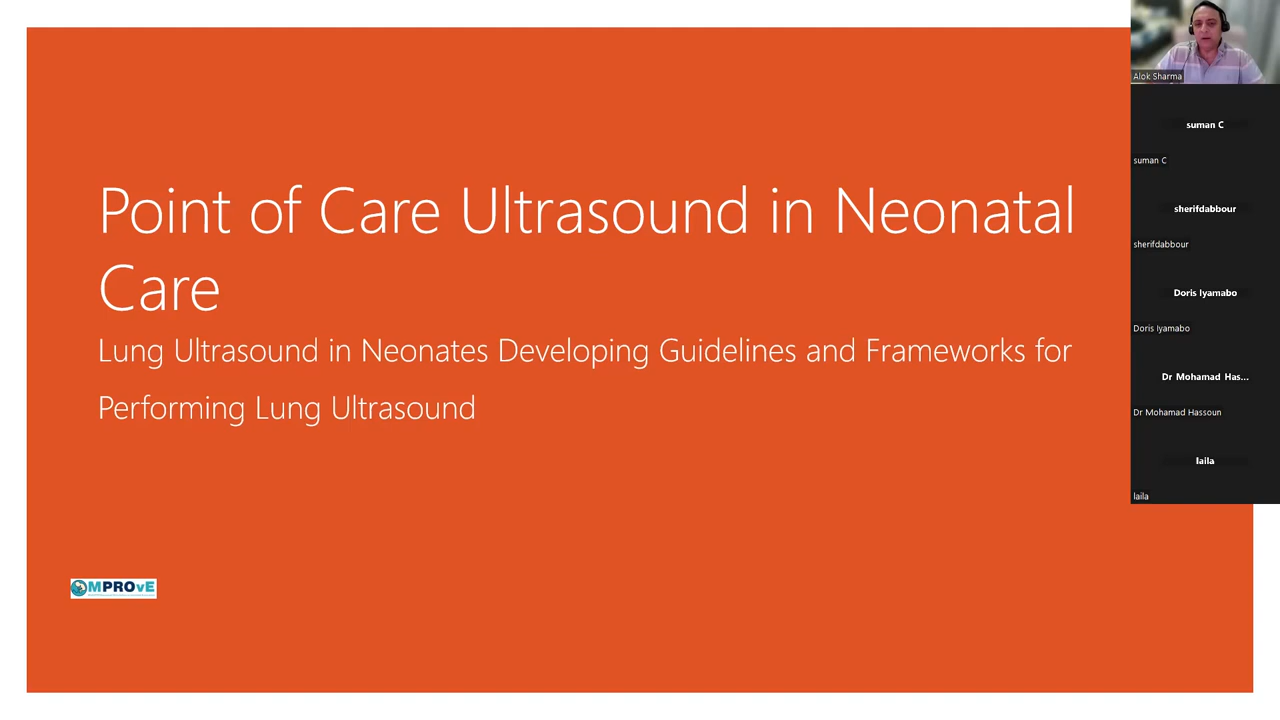 Point of Care Ultrasound in Neonatal
Care
Lung Ultrasound in Neonates Developing Guidelines and Frameworks for
Performing Lung Ultrasound
MPROvE
Alok Sharma
suman C
suman C
sherifdabbour
sherifdabbour
Doris Iyamabo
Doris Iyamabo
Dr Mohamad Has...
Dr Mohamad Hassoun
laila
laila